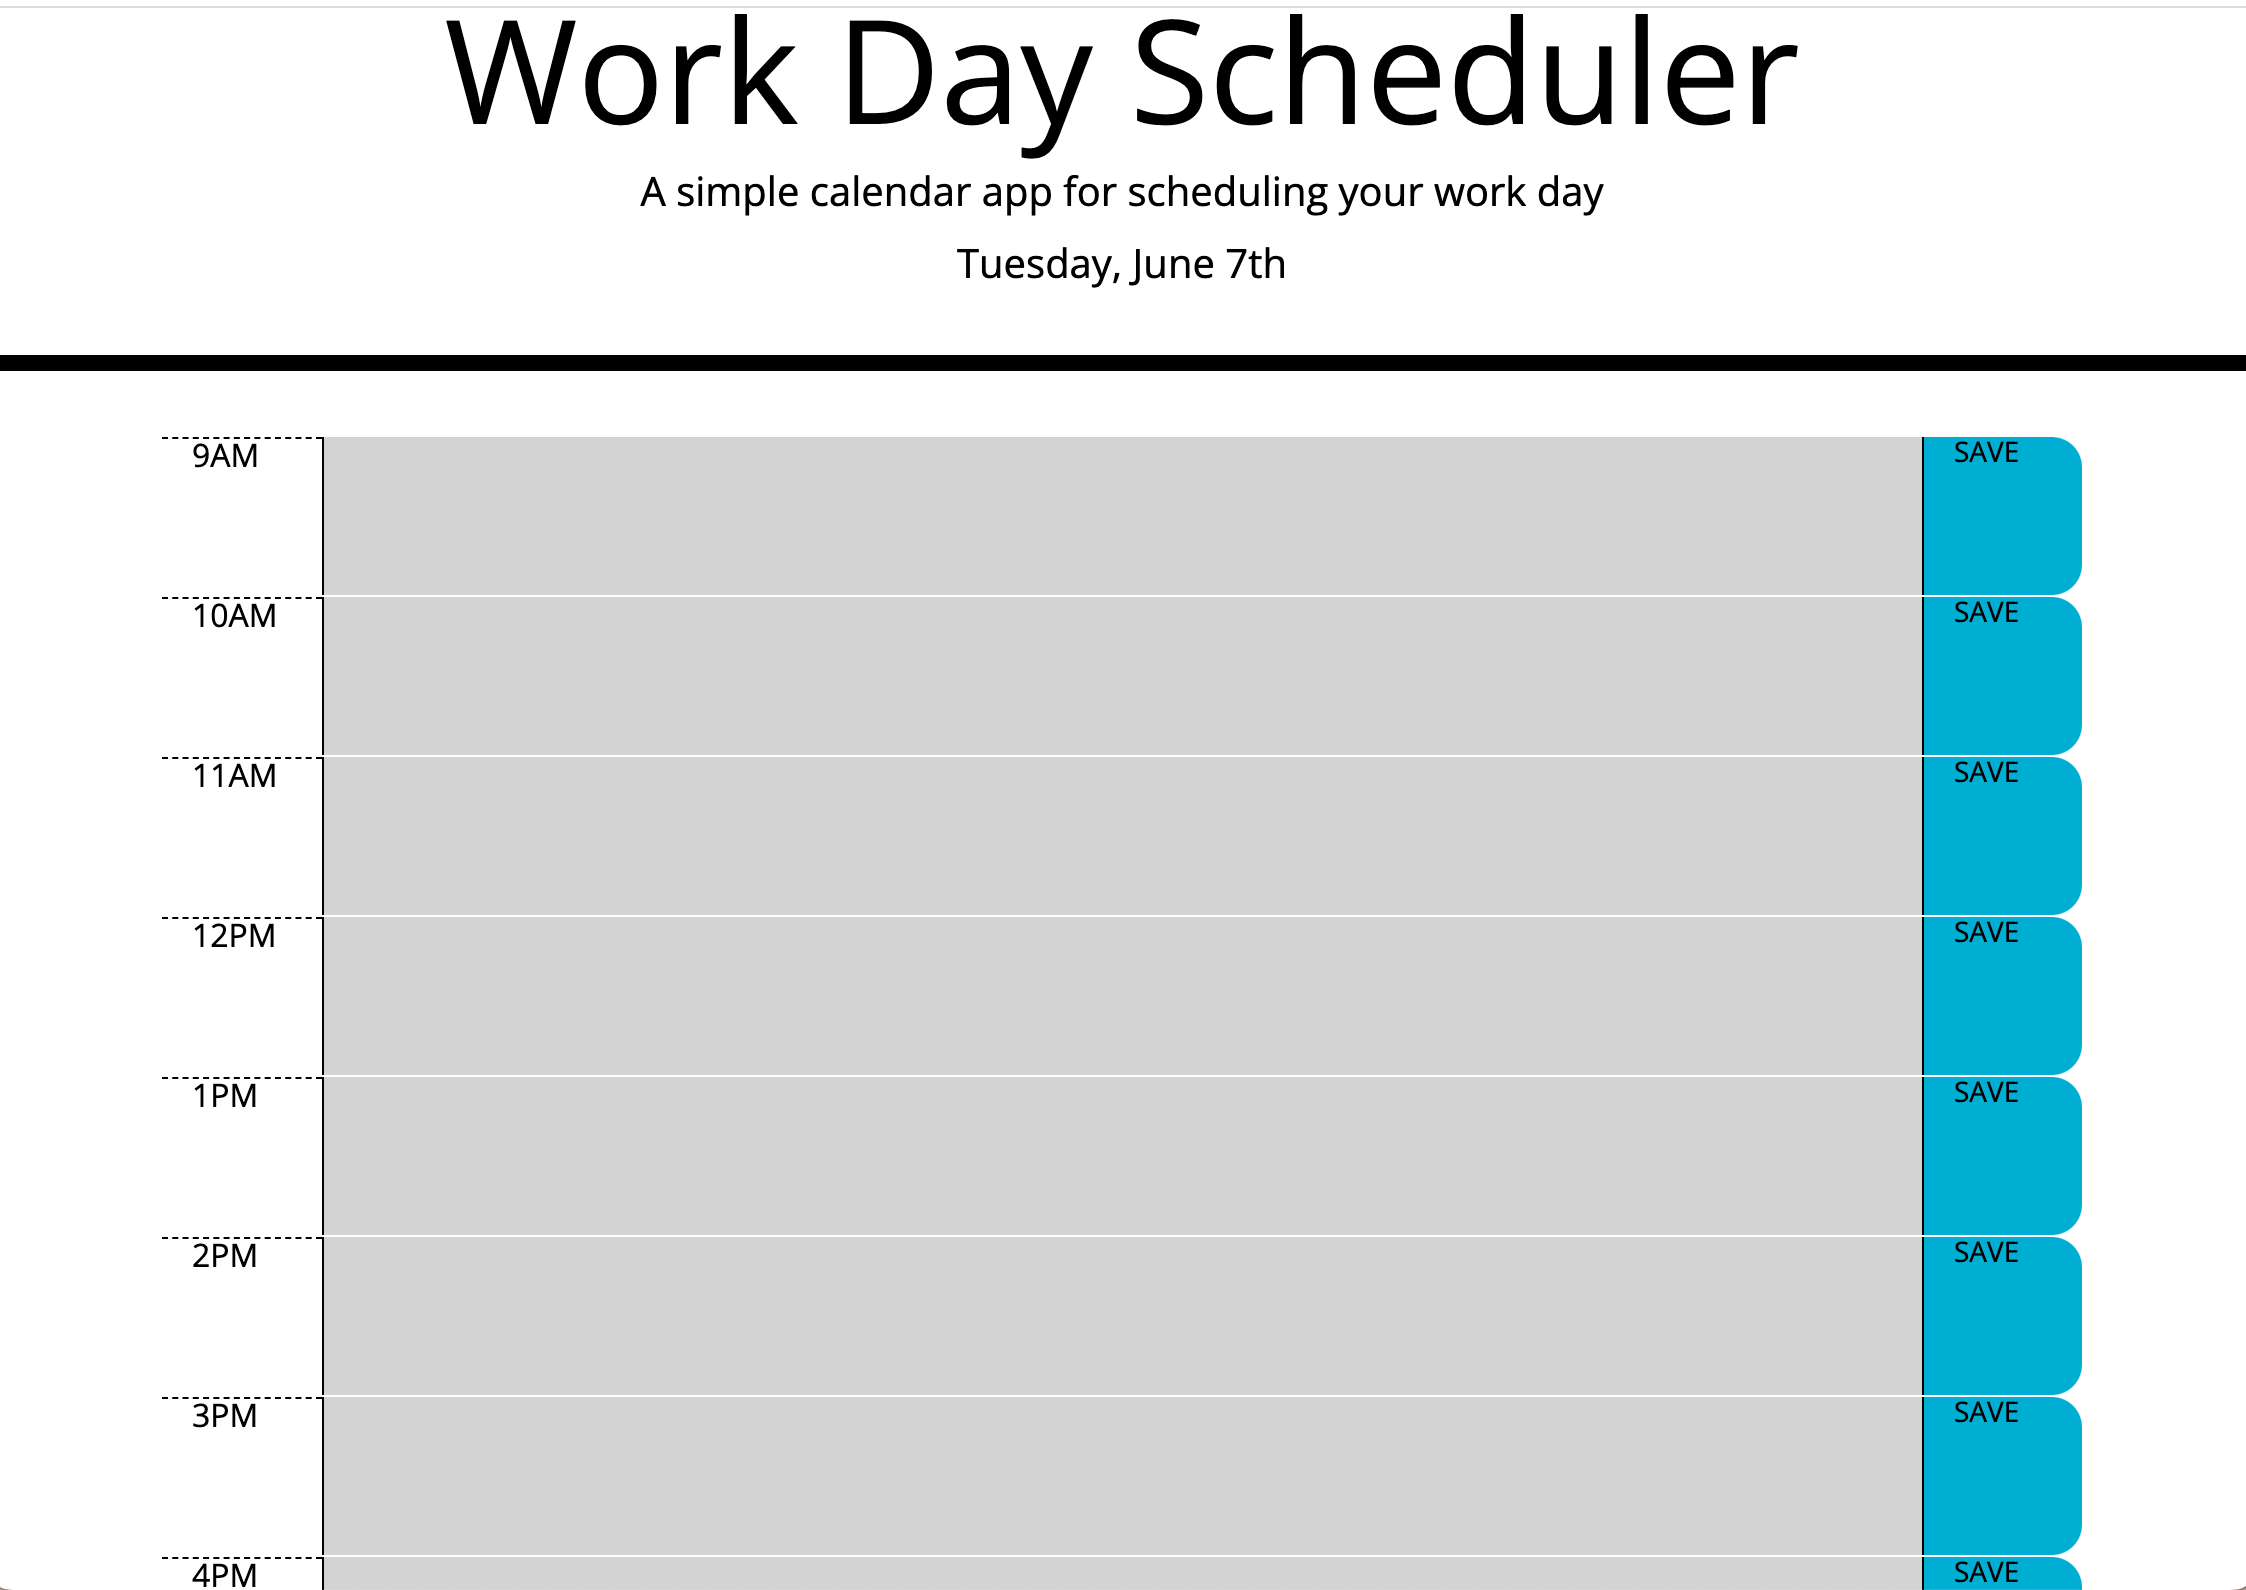 Work Day Scheduler
A simple calendar app for scheduling your work day
Tuesday, June 7th
9AM SAVE
10AM SAVE
11AM SAVE
12PM SAVE
1PM SAVE
2PM SAVE
3PM SAVE
4PM SAVE